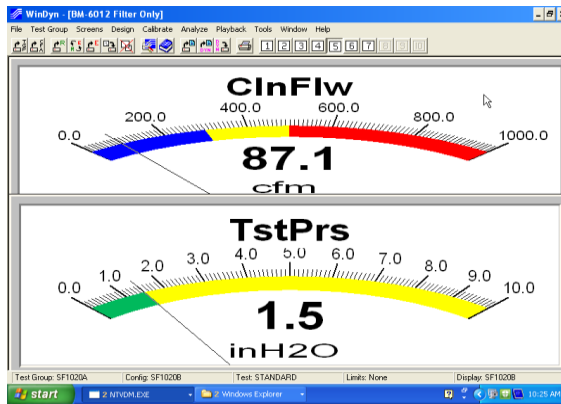 WinDyn - [BM-6012 Filter Only]
File Test Group Screens Design Calibrate Analyze Playback Tools Window Help
1 2 3 4 5 6 7 8 9 10
ClnFlw
0.0 200.0 400.0 600.0 800.0 1000.0
87.1
cfm
TstPrs
0.0 1.0 2.0 3.0 4.0 5.0 6.0 7.0 8.0 9.0 10.0
1.5
inH2O
Test Group: SF1020A Config: SF1020B Test: STANDARD Limits: None Display: SF1020B
start 2 NTVDM.EXE 2 Windows Explorer 10:25 AM